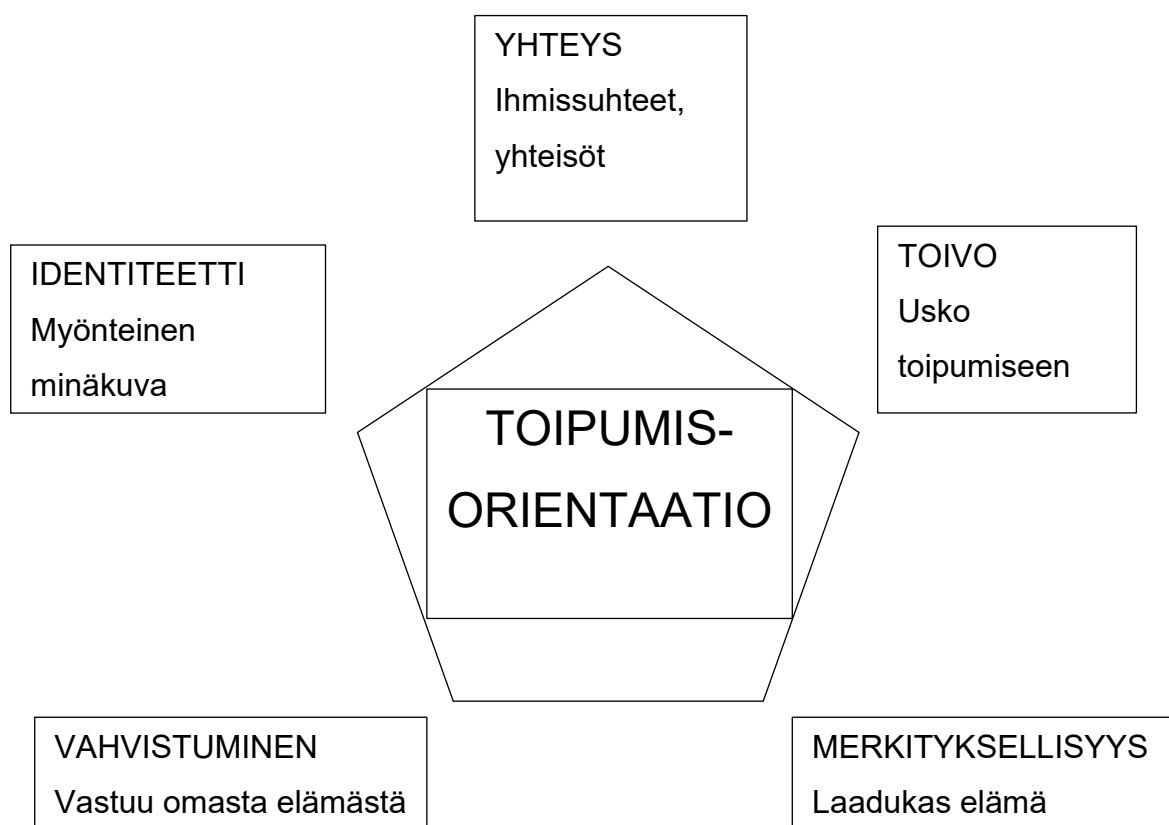 YHTEYS
Ihmissuhteet,
yhteisöt
IDENTITEETTI
Myönteinen
minäkuva
TOIVO
Usko
toipumiseen
TOIPUMIS-
ORIENTAATIO
VAHVISTUMINEN
Vastuu omasta elämästä
MERKITYKSELLISYYS
Laadukas elämä